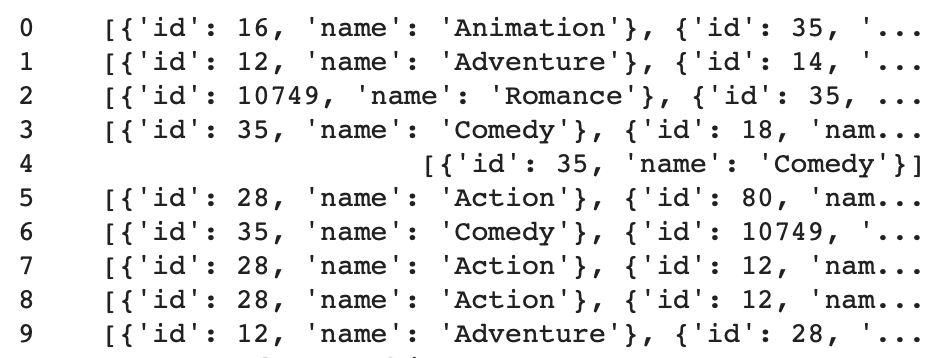 0 [{'id': 16, 'name': 'Animation'}, {'id': 35, '...
1 [{'id': 12, 'name': 'Adventure'}, {'id': 14, '...
2 [{'id': 10749, 'name': 'Romance'}, {'id': 35, ...
3 [{'id': 35, 'name': 'Comedy'}, {'id': 18, 'nam...
4 [{'id': 35, 'name': 'Comedy'}]
5 [{'id': 28, 'name': 'Action'}, {'id': 80, 'nam...
6 [{'id': 35, 'name': 'Comedy'}, {'id': 10749, '...
7 [{'id': 28, 'name': 'Action'}, {'id': 12, 'nam...
8 [{'id': 28, 'name': 'Action'}, {'id': 12, 'nam...
9 [{'id': 12, 'name': 'Adventure'}, {'id': 28, '...